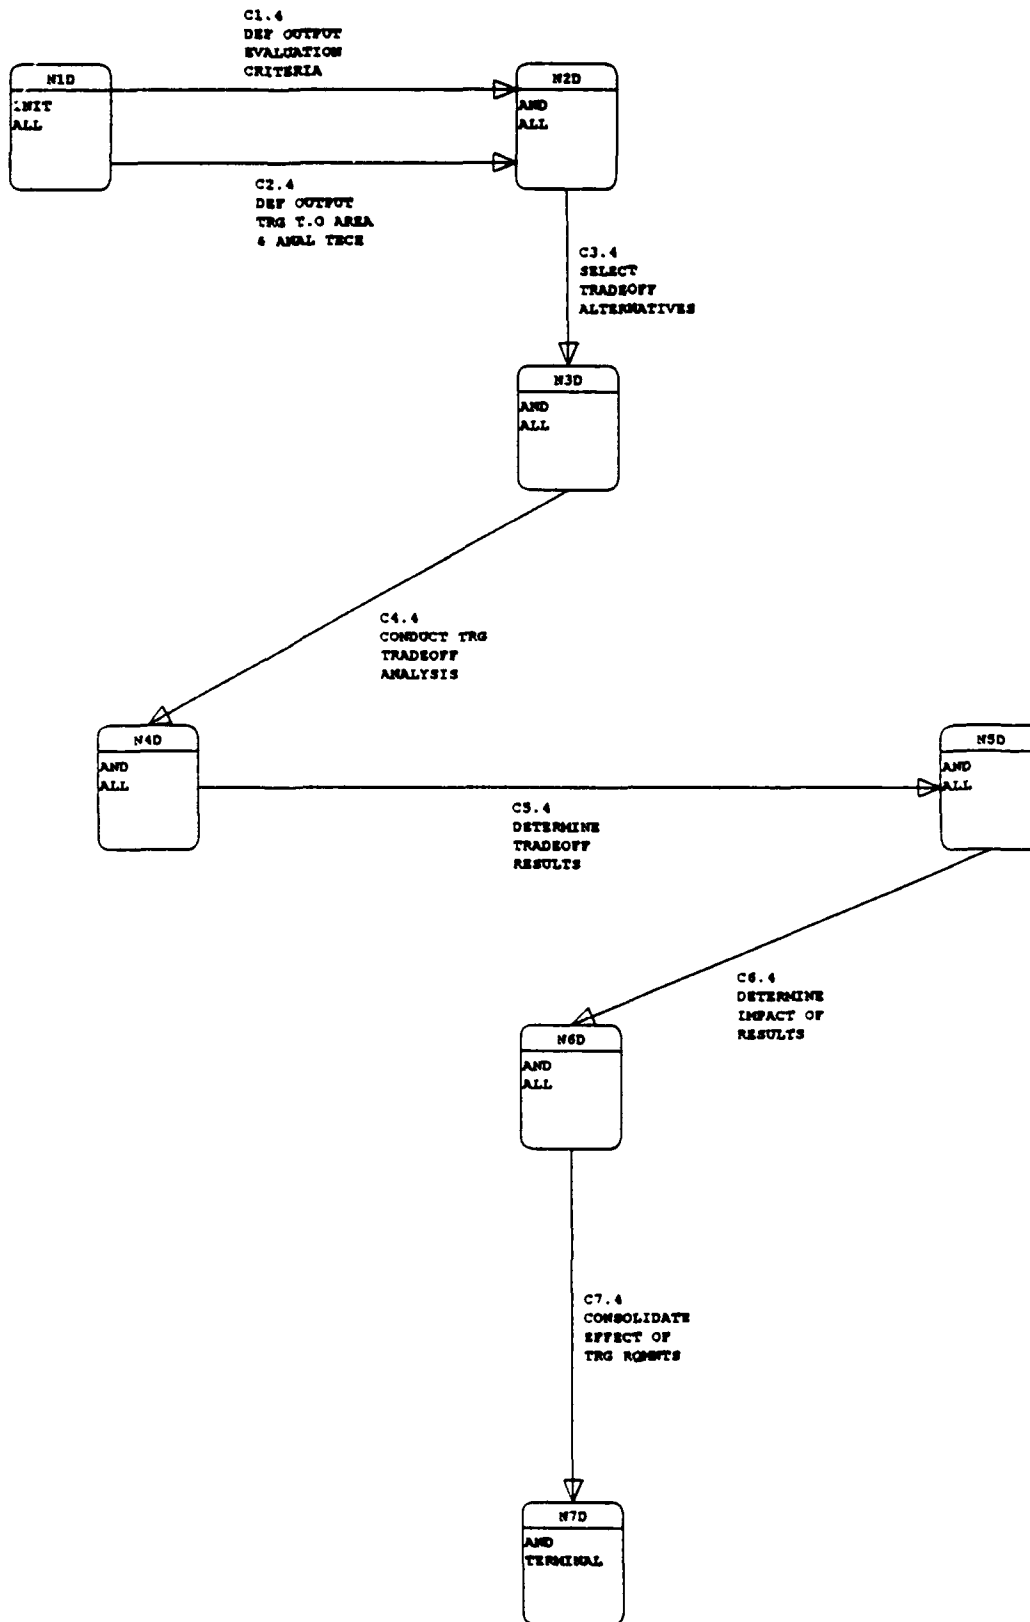 C1.4
DEF OUTPUT
EVALUATION
CRITERIA
N1D
INIT
ALL
N2D
AND
ALL
C2.4
DEF OUTPUT
TRG T.O AREA
& ANAL TECH
C3.4
SELECT
TRADEOFF
ALTERNATIVES
N3D
AND
ALL
C4.4
CONDUCT TRG
TRADEOFF
ANALYSIS
N4D
AND
ALL
N5D
AND
ALL
C5.4
DETERMINE
TRADEOFF
RESULTS
C6.4
DETERMINE
IMPACT OF
RESULTS
N6D
AND
ALL
C7.4
CONSOLIDATE
EFFECT OF
TRG RQMNTS
N7D
AND
TERMINAL